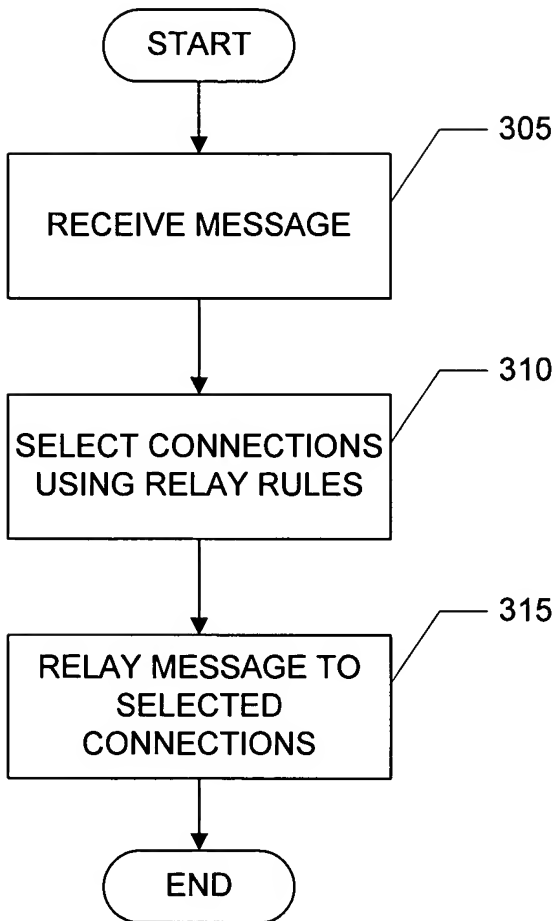 START
305
RECEIVE MESSAGE
310
SELECT CONNECTIONS
USING RELAY RULES
315
RELAY MESSAGE TO
SELECTED
CONNECTIONS
END